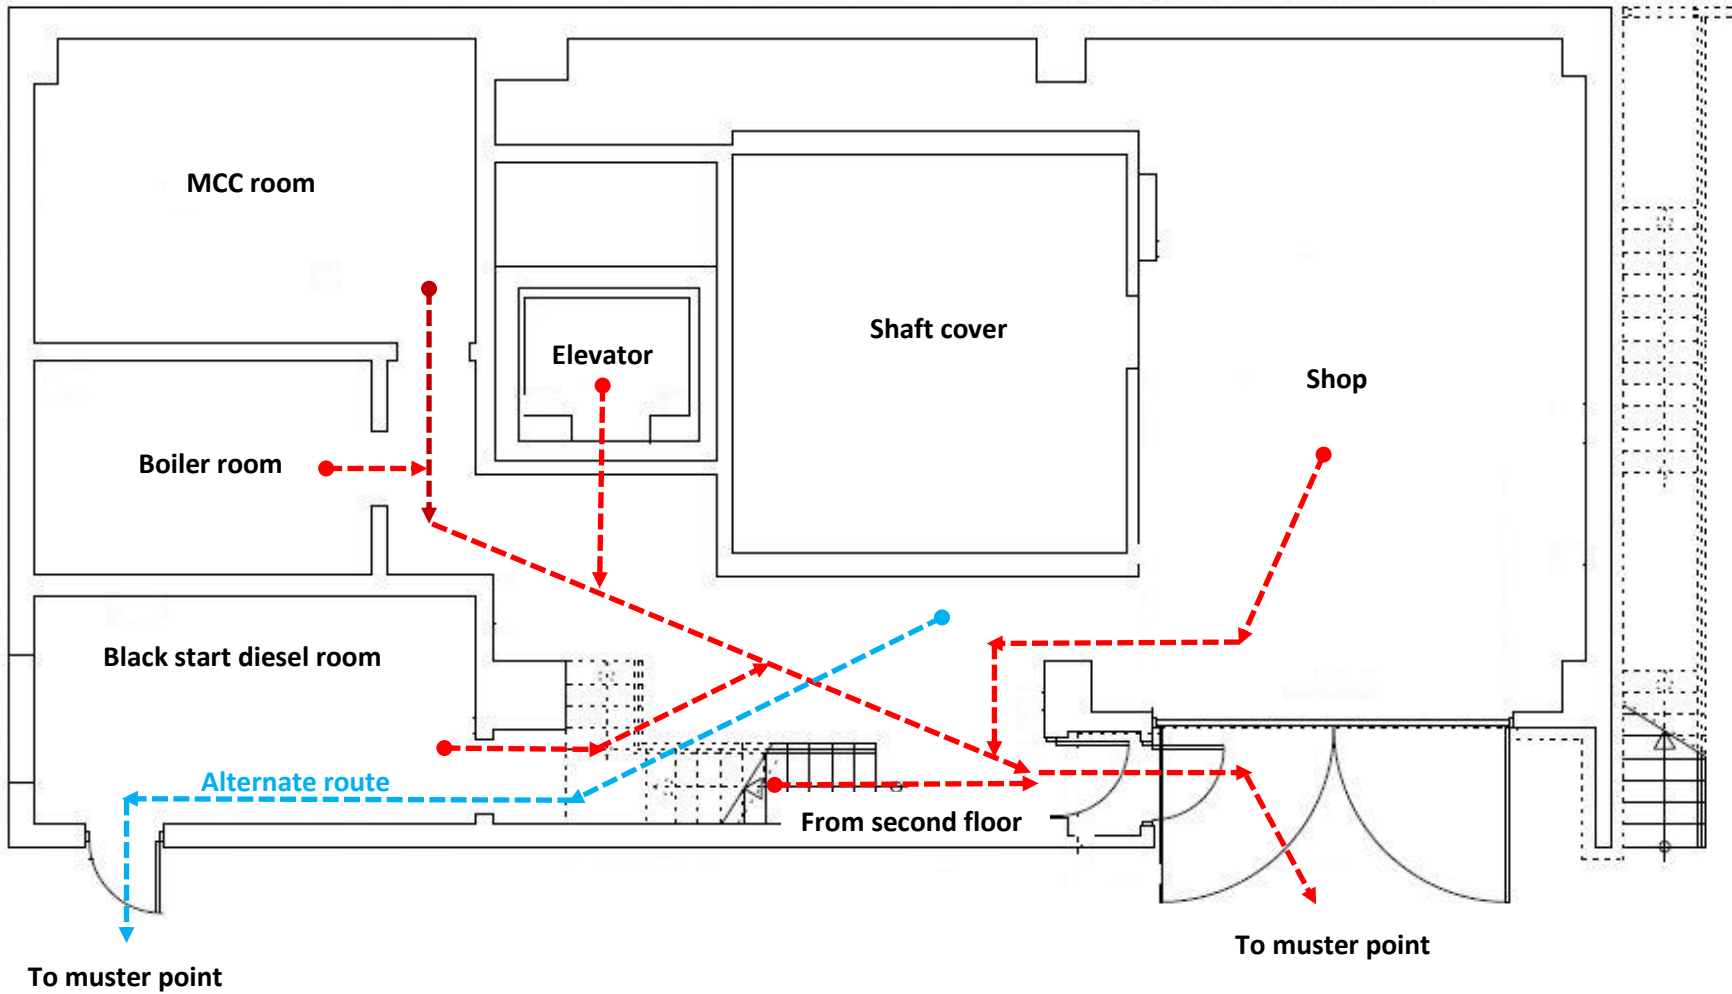 MCC room
Elevator
Shaft cover
Shop
Boiler room
Black start diesel room
Alternate route
From second floor
To muster point
To muster point